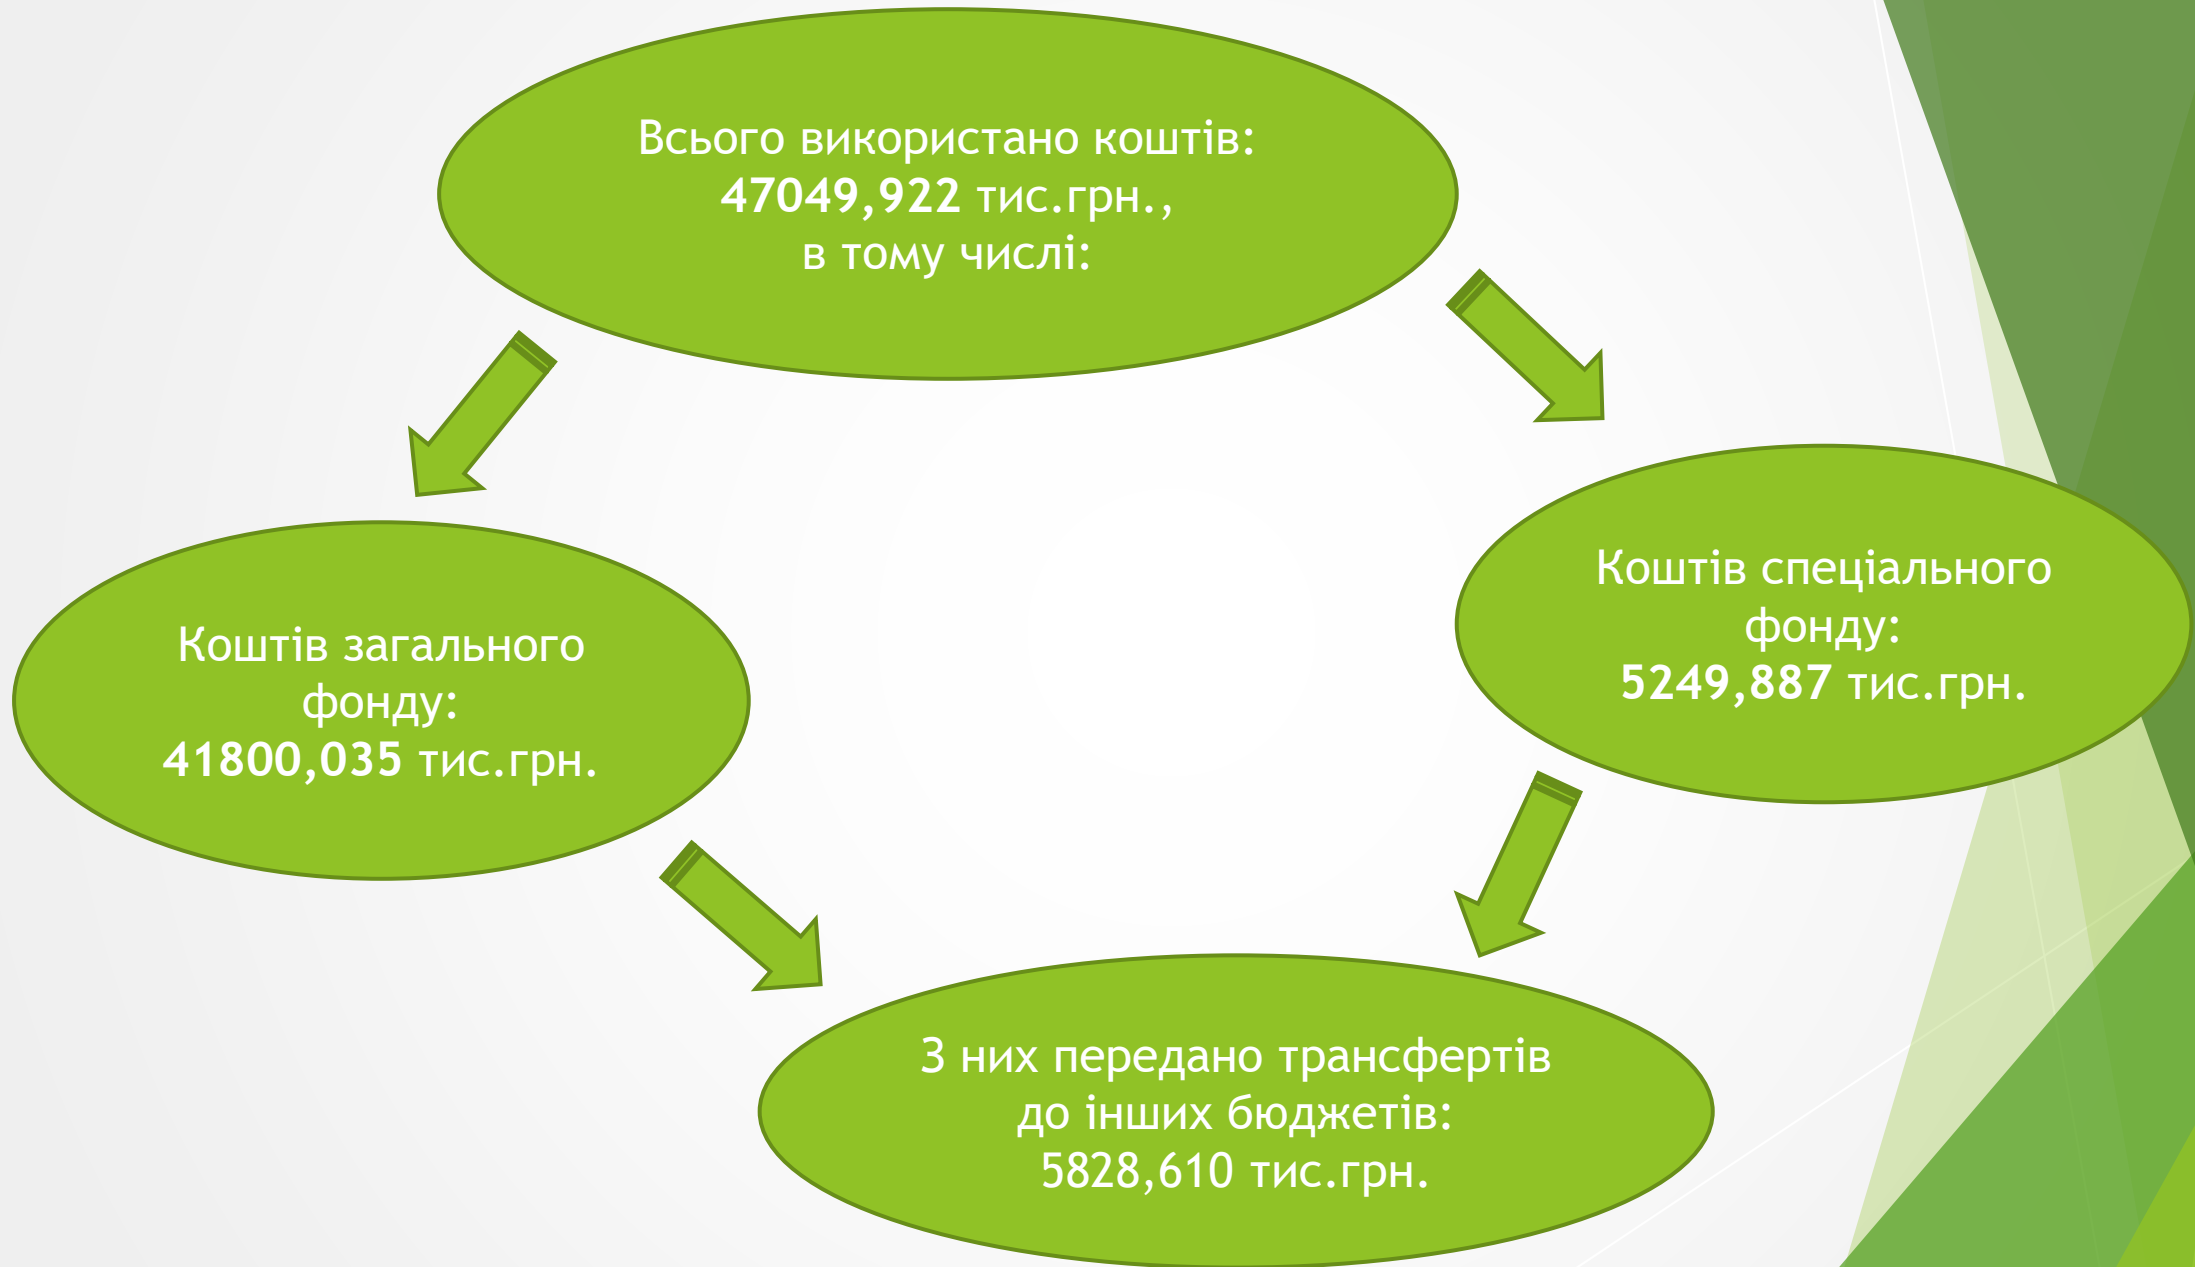 Всього використано коштів:
47049,922 тис.грн.,
в тому числі:
Коштів загального
фонду:
41800,035 тис.грн.
Коштів спеціального
фонду:
5249,887 тис.грн.
З них передано трансфертів
до інших бюджетів:
5828,610 тис.грн.